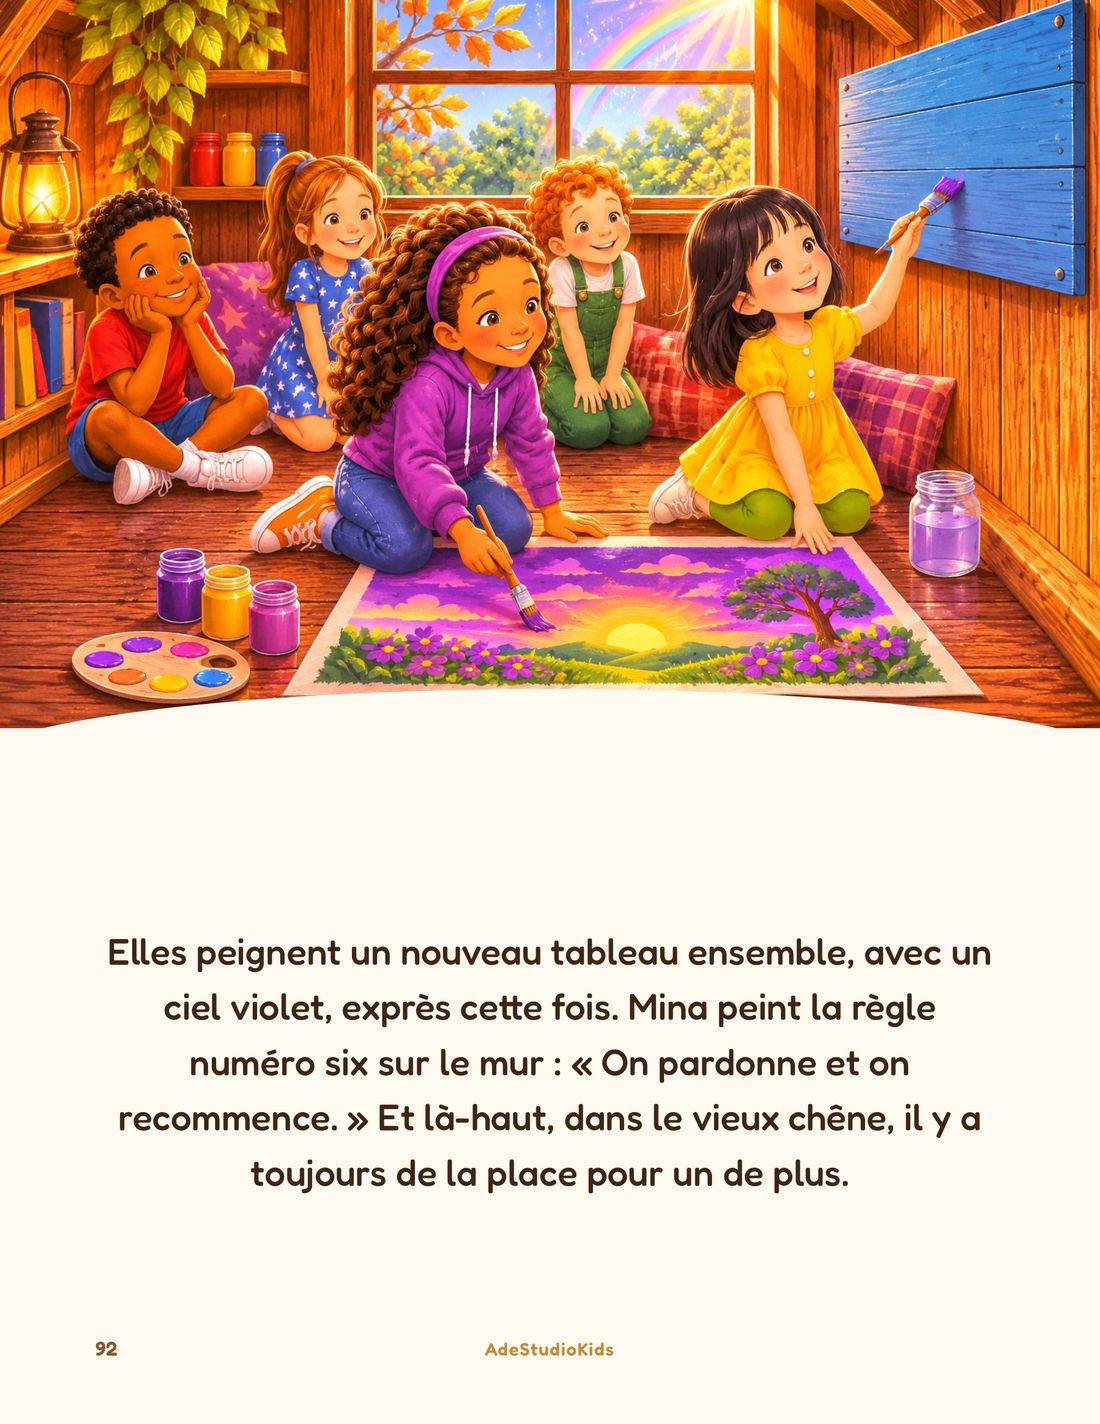 Elles peignent un nouveau tableau ensemble, avec un
ciel violet, exprès cette fois. Mina peint la règle
numéro six sur le mur : « On pardonne et on
recommence. » Et là-haut, dans le vieux chêne, il y a
toujours de la place pour un de plus.
92
AdeStudioKids